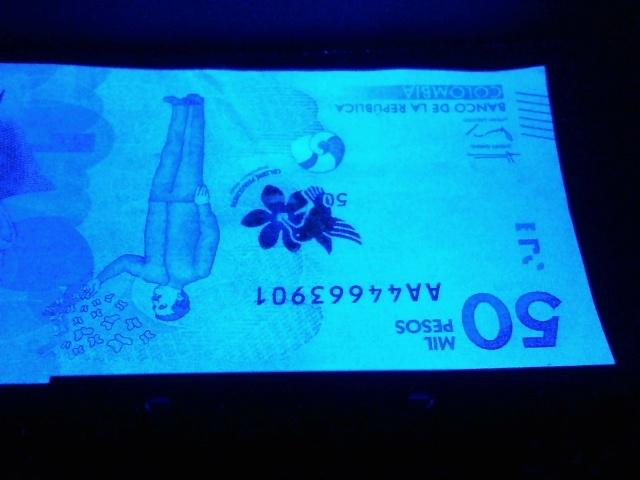 50
MIL
PESOS
AA44663901
50
BANCO DE LA REPÚBLICA
COLOMBIA